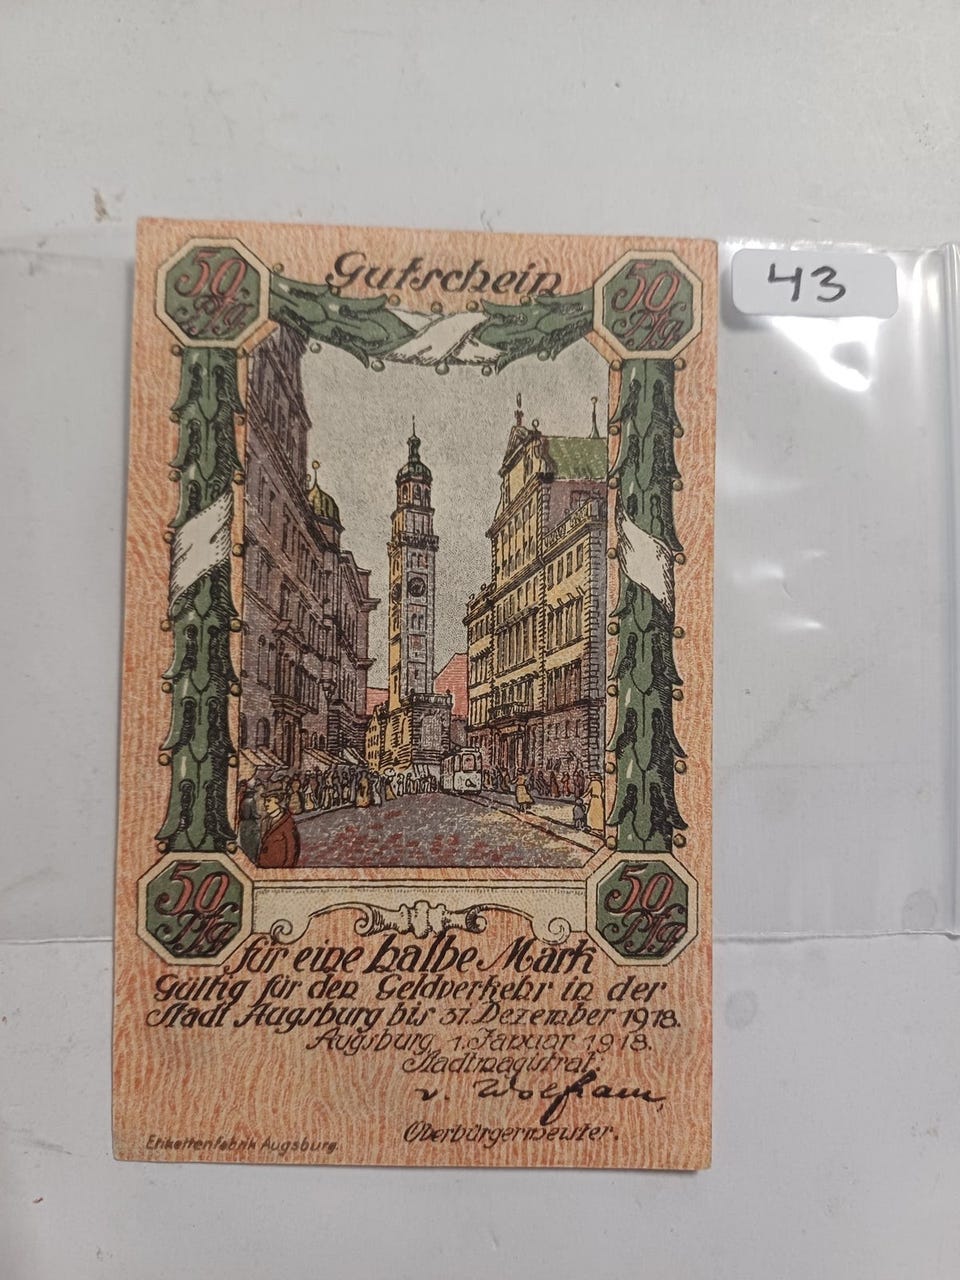 43
50 Pfg
Gutschein
50 Pfg
50 Pfg
50 Pfg
für eine halbe Mark
Gültig für den Geldverkehr in der
Stadt Augsburg bis 31. Dezember 1918.
Augsburg, 1. Januar 1918.
Stadtmagistrat:
v. Wolfram
Oberbürgermeister.
Etikettenfabrik Augsburg.